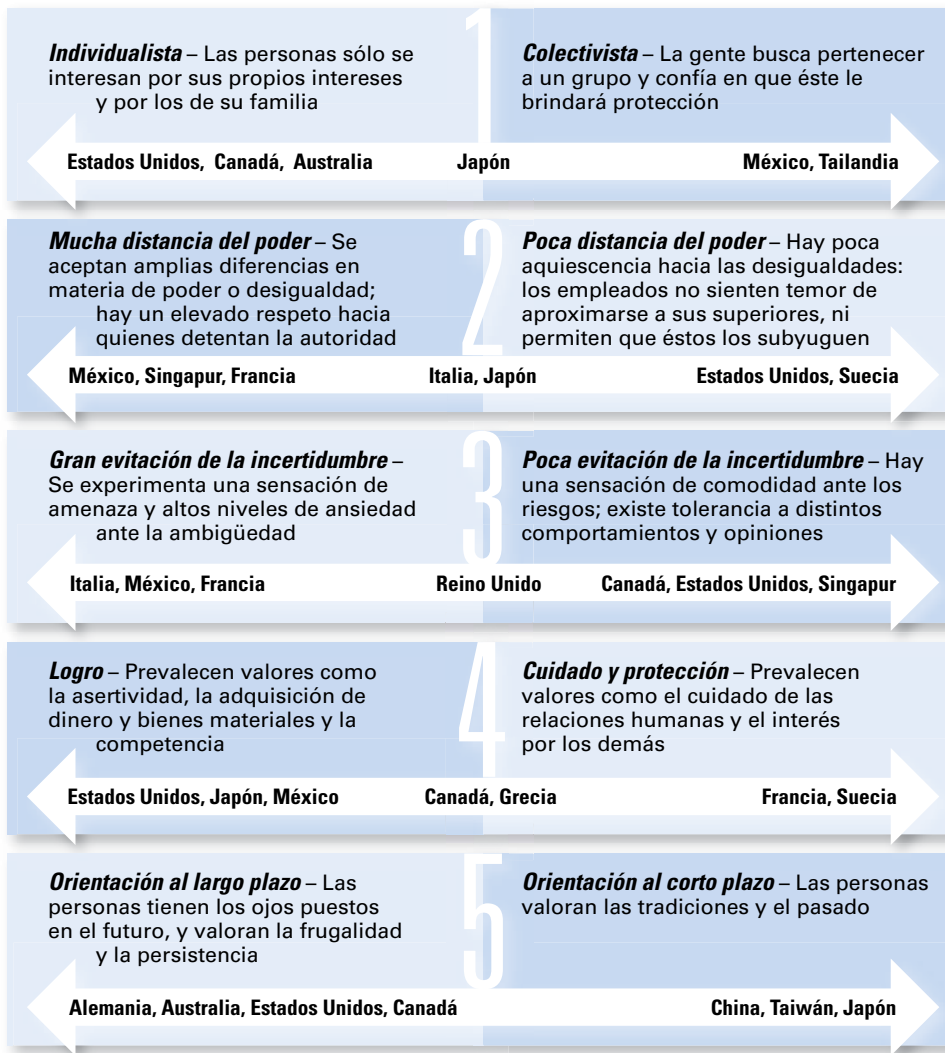 1
Individualista – Las personas sólo se
interesan por sus propios intereses
y por los de su familia
Colectivista – La gente busca pertenecer
a un grupo y confía en que éste le
brindará protección
Estados Unidos, Canadá, Australia Japón México, Tailandia
2
Mucha distancia del poder – Se
aceptan amplias diferencias en
materia de poder o desigualdad;
hay un elevado respeto hacia
quienes detentan la autoridad
Poca distancia del poder – Hay poca
aquiescencia hacia las desigualdades:
los empleados no sienten temor de
aproximarse a sus superiores, ni
permiten que éstos los subyuguen
México, Singapur, Francia Italia, Japón Estados Unidos, Suecia
3
Gran evitación de la incertidumbre –
Se experimenta una sensación de
amenaza y altos niveles de ansiedad
ante la ambigüedad
Poca evitación de la incertidumbre – Hay
una sensación de comodidad ante los
riesgos; existe tolerancia a distintos
comportamientos y opiniones
Italia, México, Francia Reino Unido Canadá, Estados Unidos, Singapur
4
Logro – Prevalecen valores como
la asertividad, la adquisición de
dinero y bienes materiales y la
competencia
Cuidado y protección – Prevalecen
valores como el cuidado de las
relaciones humanas y el interés
por los demás
Estados Unidos, Japón, México Canadá, Grecia Francia, Suecia
5
Orientación al largo plazo – Las
personas tienen los ojos puestos
en el futuro, y valoran la frugalidad
y la persistencia
Orientación al corto plazo – Las personas
valoran las tradiciones y el pasado
Alemania, Australia, Estados Unidos, Canadá China, Taiwán, Japón